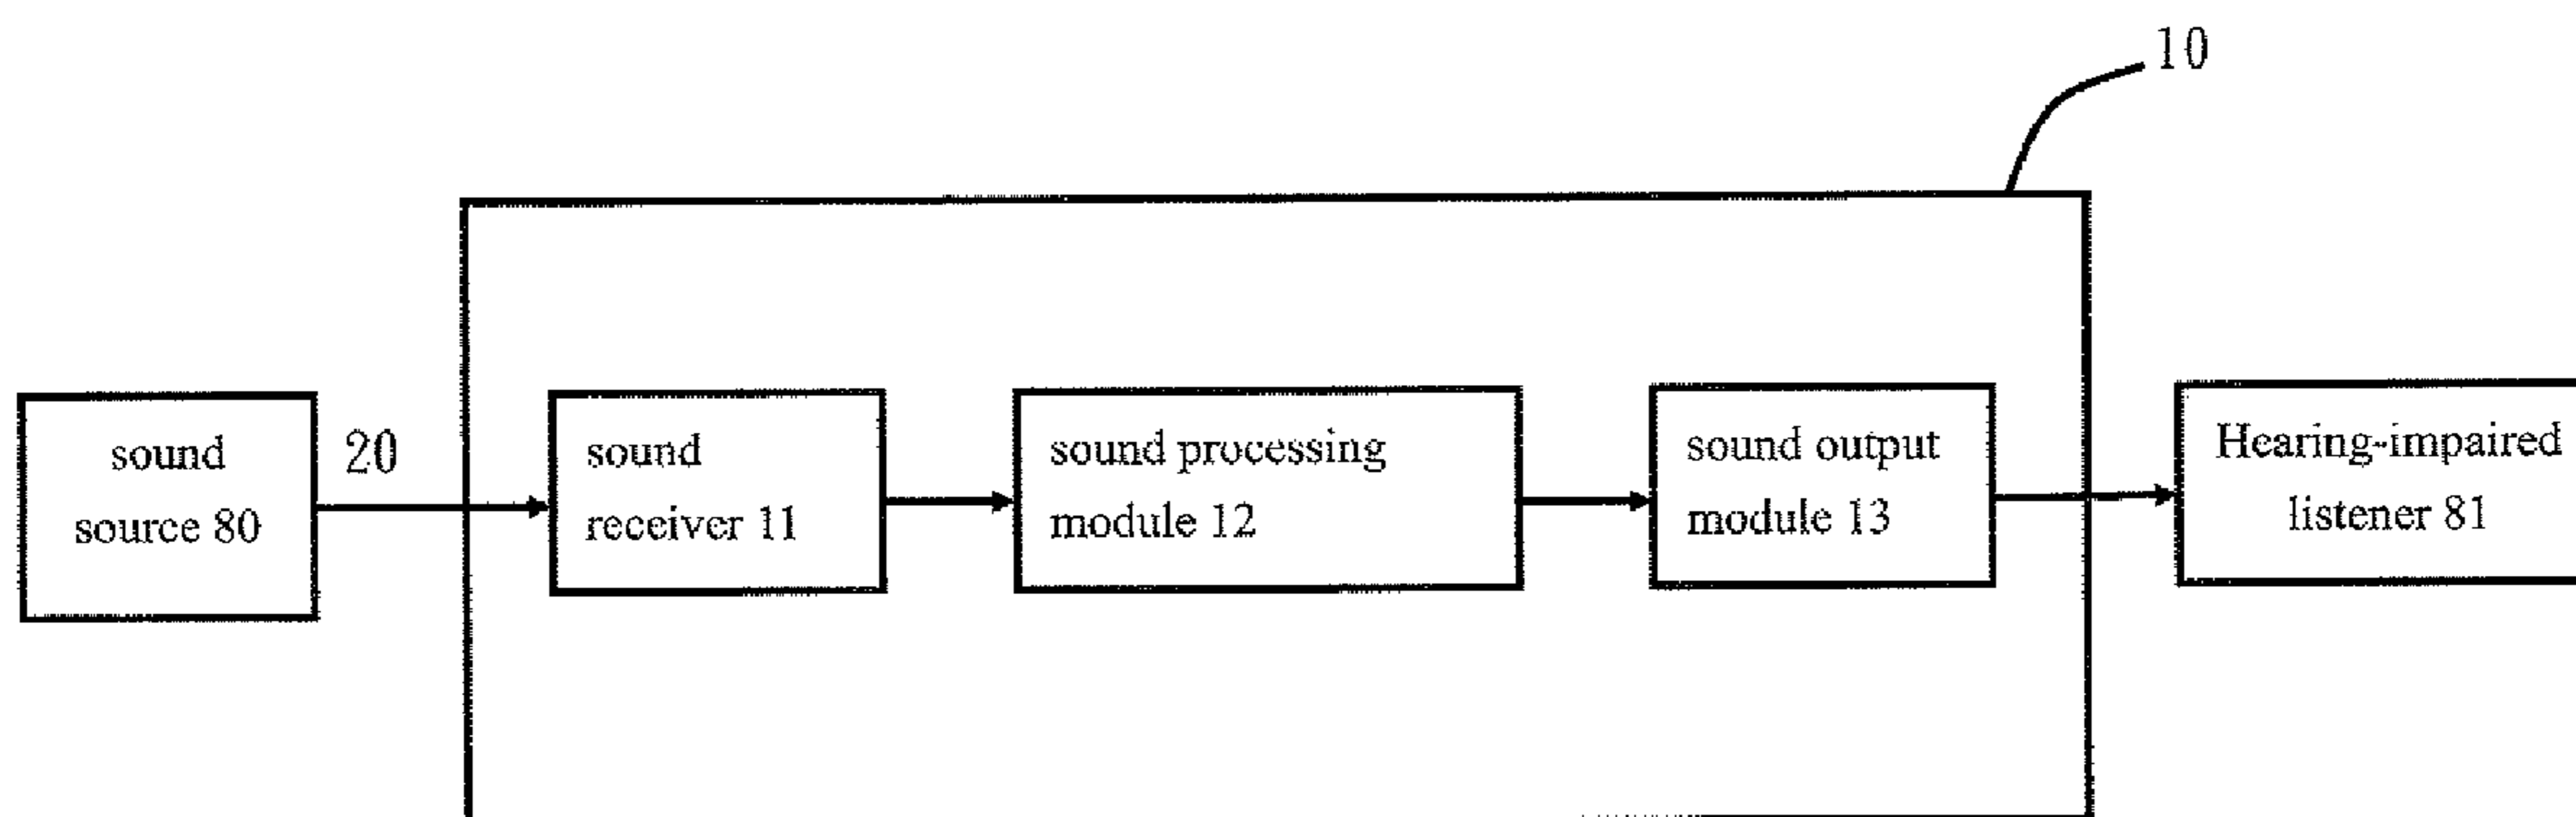 10
sound
source 80
20
sound
receiver 11
sound processing
module 12
sound output
module 13
Hearing-impaired
listener 81